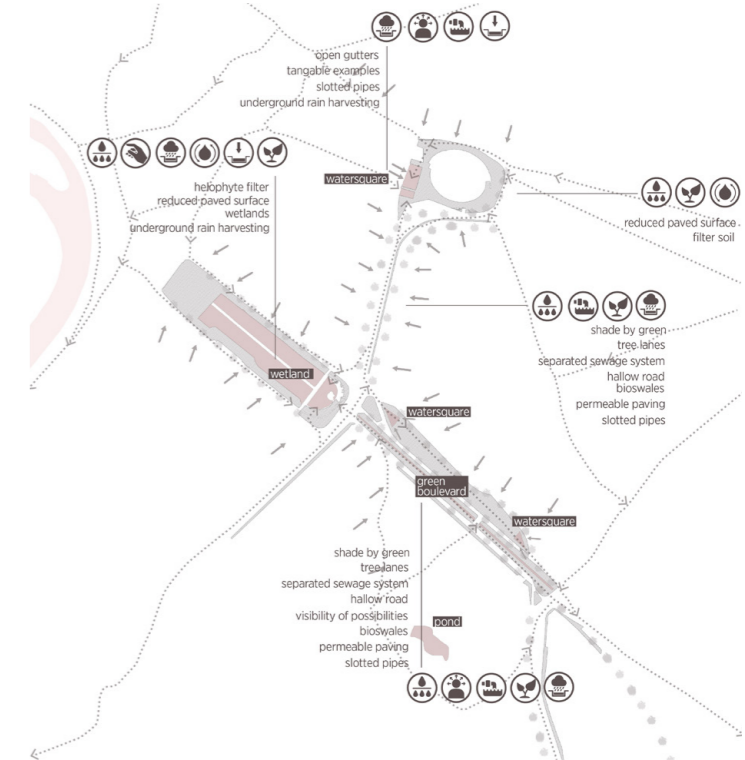 open gutters
tangable examples
slotted pipes
underground rain harvesting
watersquare
helophyte filter
reduced paved surface
wetlands
underground rain harvesting
reduced paved surface
filter soil
shade by green
tree lanes
separated sewage system
hallow road
bioswales
permeable paving
slotted pipes
wetland
watersquare
green
boulevard
watersquare
shade by green
tree lanes
separated sewage system
hallow road
visibility of possibilities
bioswales
permeable paving
slotted pipes
pond